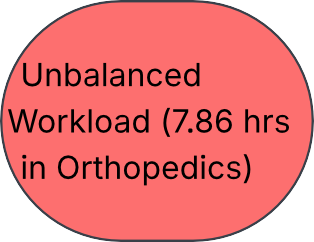 Unbalanced
Workload (7.86 hrs
in Orthopedics)